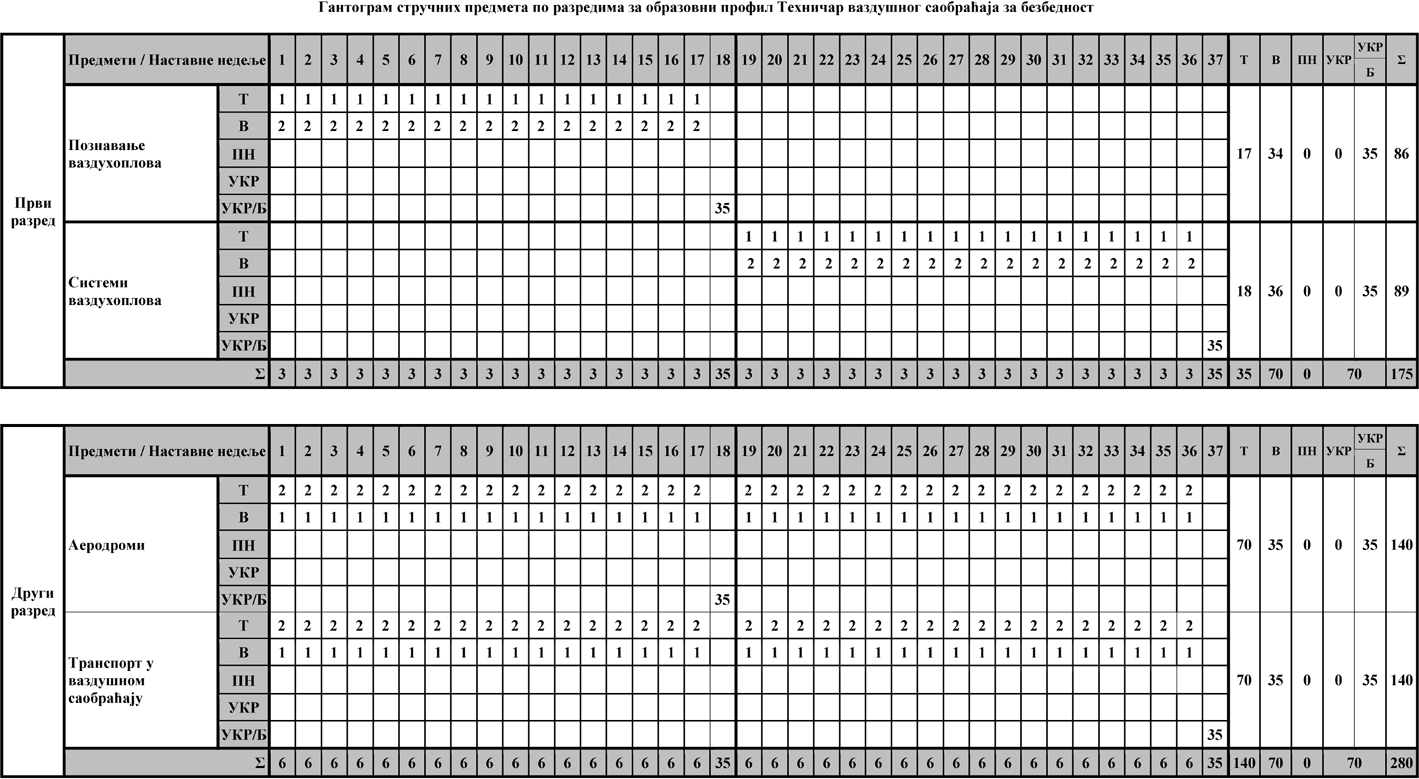 Гантограм стручних предмета по разредима за образовни профил Техничар ваздушног саобраћаја за безбедност
Први разред
Предмети / Наставне недеље 1 2 3 4 5 6 7 8 9 10 11 12 13 14 15 16 17 18 19 20 21 22 23 24 25 26 27 28 29 30 31 32 33 34 35 36 37 Т В ПН УКР УКР Б Σ
Познавање ваздухоплова
Т 1 1 1 1 1 1 1 1 1 1 1 1 1 1 1 1 1
В 2 2 2 2 2 2 2 2 2 2 2 2 2 2 2 2 2
ПН
УКР
УКР/Б 35
17 34 0 0 35 86
Системи ваздухоплова
Т 1 1 1 1 1 1 1 1 1 1 1 1 1 1 1 1 1 1
В 2 2 2 2 2 2 2 2 2 2 2 2 2 2 2 2 2 2
ПН
УКР
УКР/Б 35
18 36 0 0 35 89
Σ 3 3 3 3 3 3 3 3 3 3 3 3 3 3 3 3 3 35 3 3 3 3 3 3 3 3 3 3 3 3 3 3 3 3 3 3 35 35 70 0 70 175
Други разред
Предмети / Наставне недеље 1 2 3 4 5 6 7 8 9 10 11 12 13 14 15 16 17 18 19 20 21 22 23 24 25 26 27 28 29 30 31 32 33 34 35 36 37 Т В ПН УКР УКР Б Σ
Аеродроми
Т 2 2 2 2 2 2 2 2 2 2 2 2 2 2 2 2 2 2 2 2 2 2 2 2 2 2 2 2 2 2 2 2 2 2 2
В 1 1 1 1 1 1 1 1 1 1 1 1 1 1 1 1 1 1 1 1 1 1 1 1 1 1 1 1 1 1 1 1 1 1 1
ПН
УКР
УКР/Б 35
70 35 0 0 35 140
Транспорт у ваздушном саобраћају
Т 2 2 2 2 2 2 2 2 2 2 2 2 2 2 2 2 2 2 2 2 2 2 2 2 2 2 2 2 2 2 2 2 2 2 2
В 1 1 1 1 1 1 1 1 1 1 1 1 1 1 1 1 1 1 1 1 1 1 1 1 1 1 1 1 1 1 1 1 1 1 1
ПН
УКР
УКР/Б 35
70 35 0 0 35 140
Σ 6 6 6 6 6 6 6 6 6 6 6 6 6 6 6 6 6 35 6 6 6 6 6 6 6 6 6 6 6 6 6 6 6 6 6 6 35 140 70 0 70 280